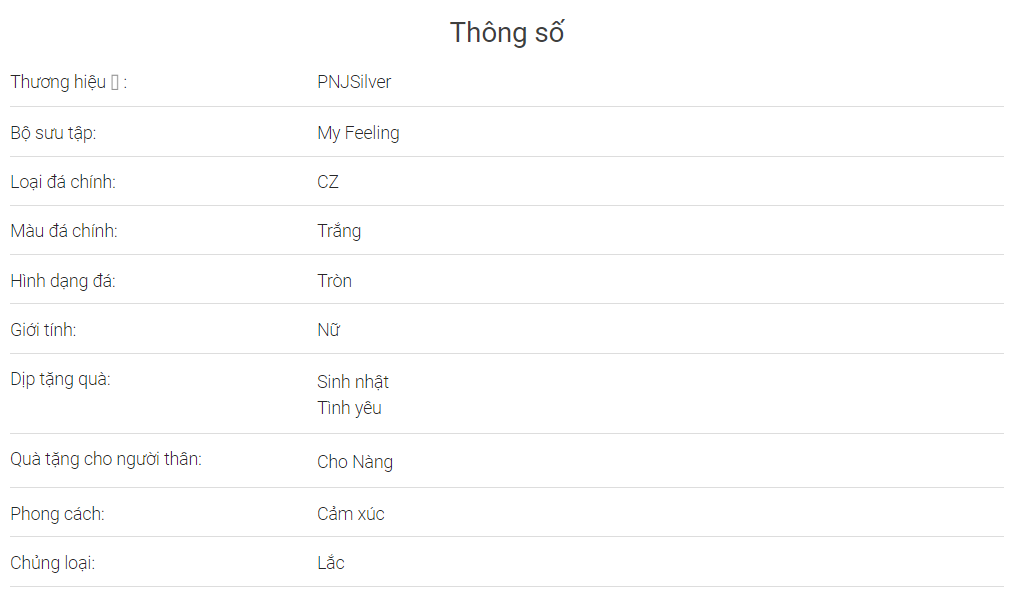 Thông số
Thương hiệu : PNJSilver
Bộ sưu tập: My Feeling
Loại đá chính: CZ
Màu đá chính: Trắng
Hình dạng đá: Tròn
Giới tính: Nữ
Dịp tặng quà: Sinh nhật
Tình yêu
Quà tặng cho người thân: Cho Nàng
Phong cách: Cảm xúc
Chủng loại: Lắc